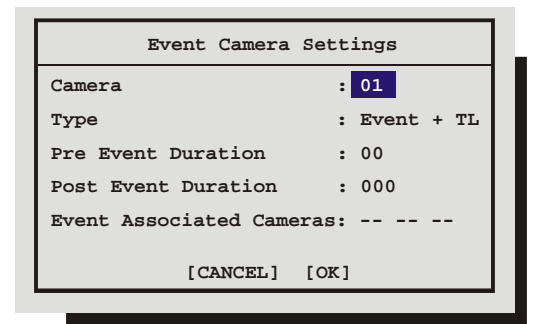 Event Camera Settings
Camera : 01
Type : Event + TL
Pre Event Duration : 00
Post Event Duration : 000
Event Associated Cameras: -- -- --
[CANCEL] [OK]